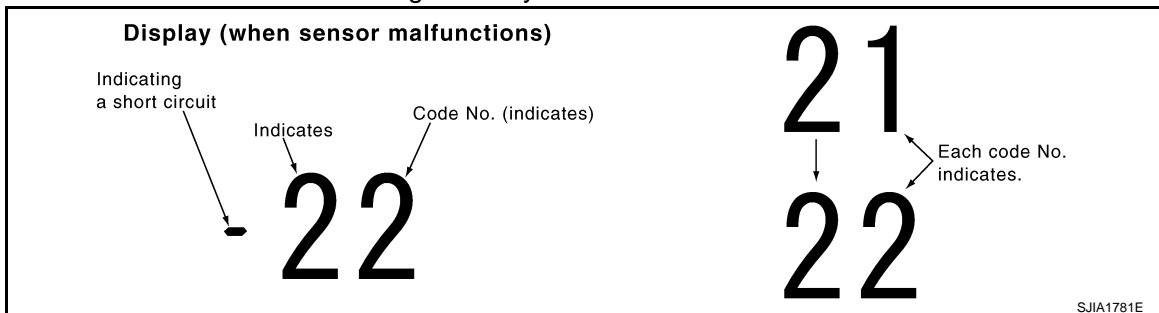 Display (when sensor malfunctions)
Indicating
a short circuit
Indicates
Code No. (indicates)
- 22
21
Each code No.
indicates.
22
SJIA1781E